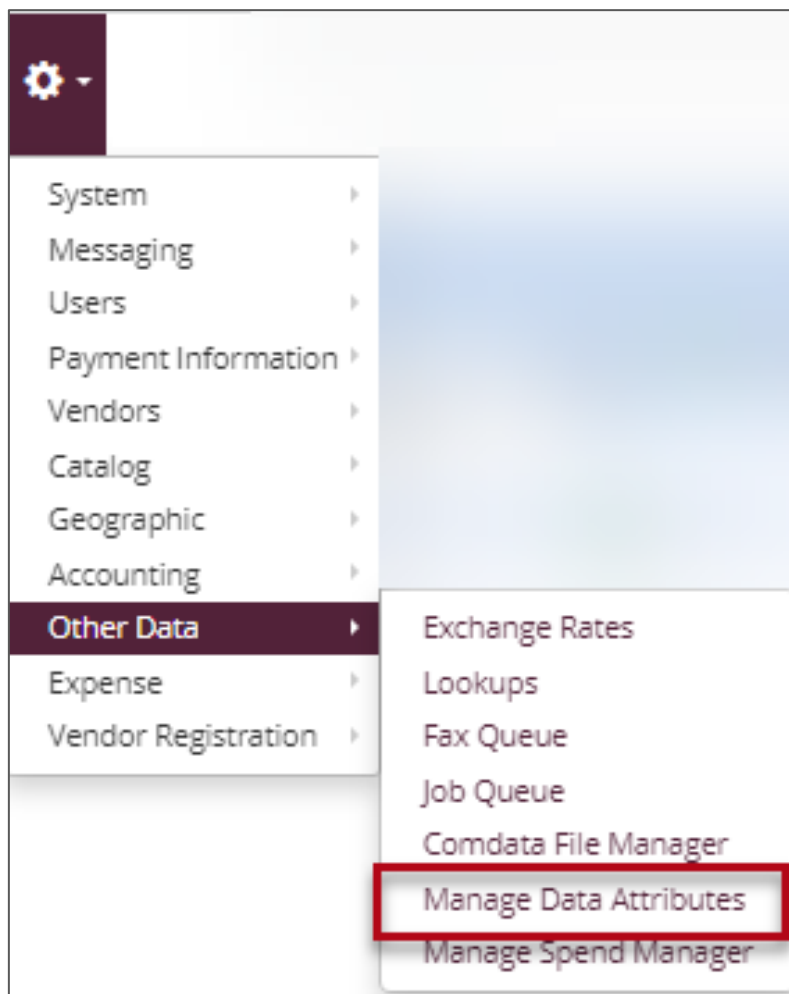 System
Messaging
Users
Payment Information
Vendors
Catalog
Geographic
Accounting
Other Data
Expense
Vendor Registration
Exchange Rates
Lookups
Fax Queue
Job Queue
Comdata File Manager
Manage Data Attributes
Manage Spend Manager